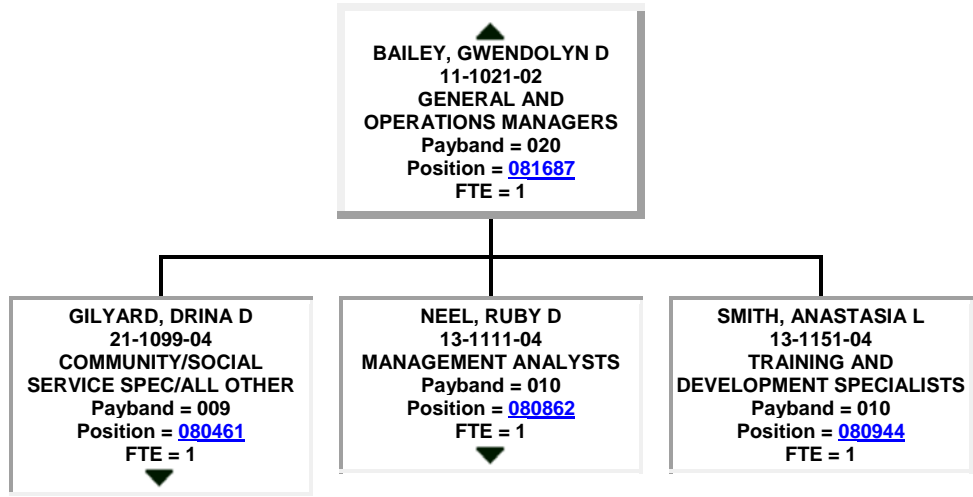 BAILEY, GWENDOLYN D
11-1021-02
GENERAL AND
OPERATIONS MANAGERS
Payband = 020
Position = 081687
FTE = 1
GILYARD, DRINA D
21-1099-04
COMMUNITY/SOCIAL
SERVICE SPEC/ALL OTHER
Payband = 009
Position = 080461
FTE = 1
NEEL, RUBY D
13-1111-04
MANAGEMENT ANALYSTS
Payband = 010
Position = 080862
FTE = 1
SMITH, ANASTASIA L
13-1151-04
TRAINING AND
DEVELOPMENT SPECIALISTS
Payband = 010
Position = 080944
FTE = 1